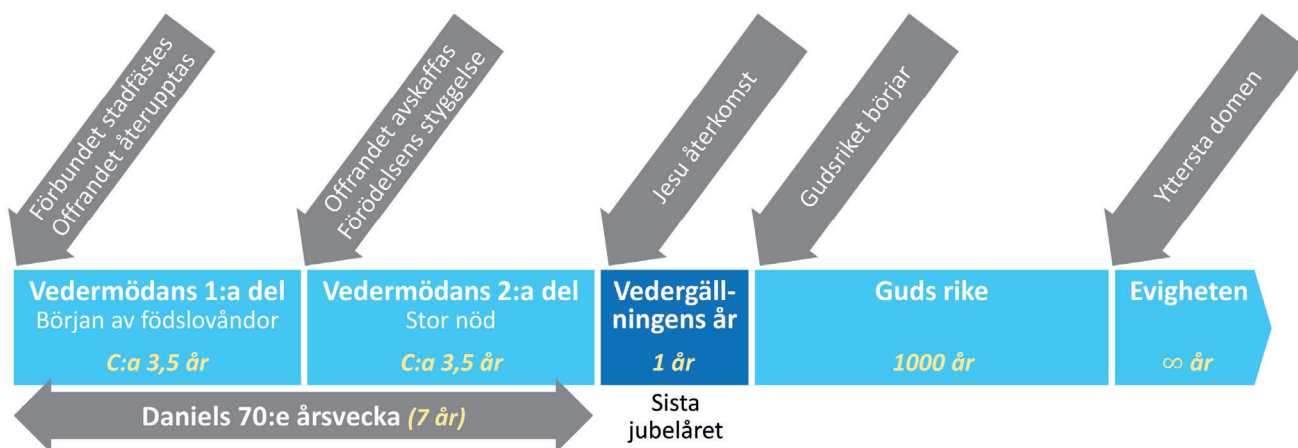 Förbundet stadfästes
Offrandet återupptas
Offrandet avskaffas
Förödelsens styggelse
Jesu återkomst
Gudsriket börjar
Yttersta domen
Vedermödans 1:a del
Början av födslovåndor
C:a 3,5 år
Vedermödans 2:a del
Stor nöd
C:a 3,5 år
Vedergäll-
ningens år
1 år
Guds rike
1000 år
Evigheten
∞ år
Daniels 70:e årsvecka (7 år)
Sista
jubelåret